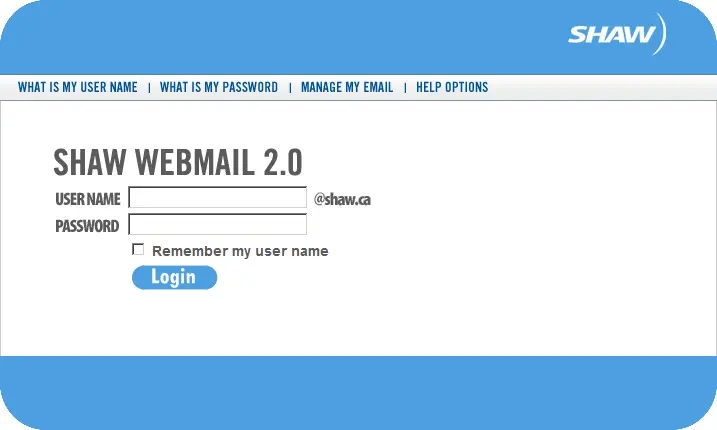 SHAW
WHAT IS MY USER NAME | WHAT IS MY PASSWORD | MANAGE MY EMAIL | HELP OPTIONS
SHAW WEBMAIL 2.0
USER NAME @shaw.ca
PASSWORD
Remember my user name
Login